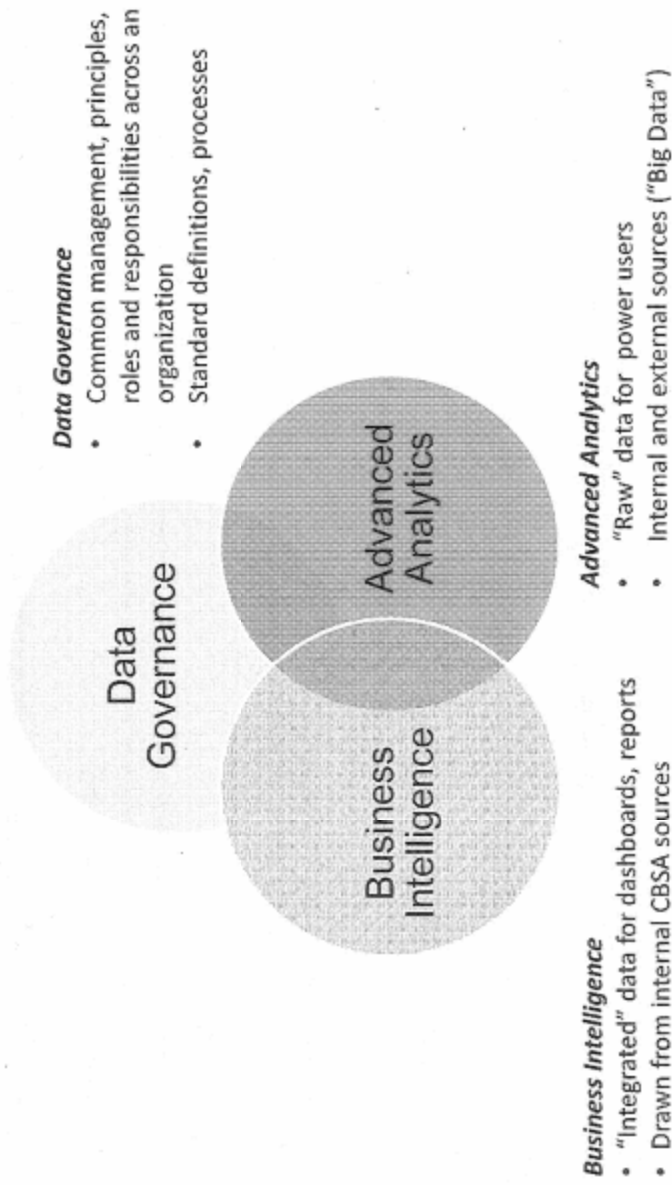 Data Governance
• Common management, principles,
roles and responsibilities across an
organization
• Standard definitions, processes
Data
Governance
Business
Intelligence
Advanced
Analytics
Business Intelligence
• "Integrated" data for dashboards, reports
• Drawn from internal CBSA sources
Advanced Analytics
• "Raw" data for power users
• Internal and external sources ("Big Data")